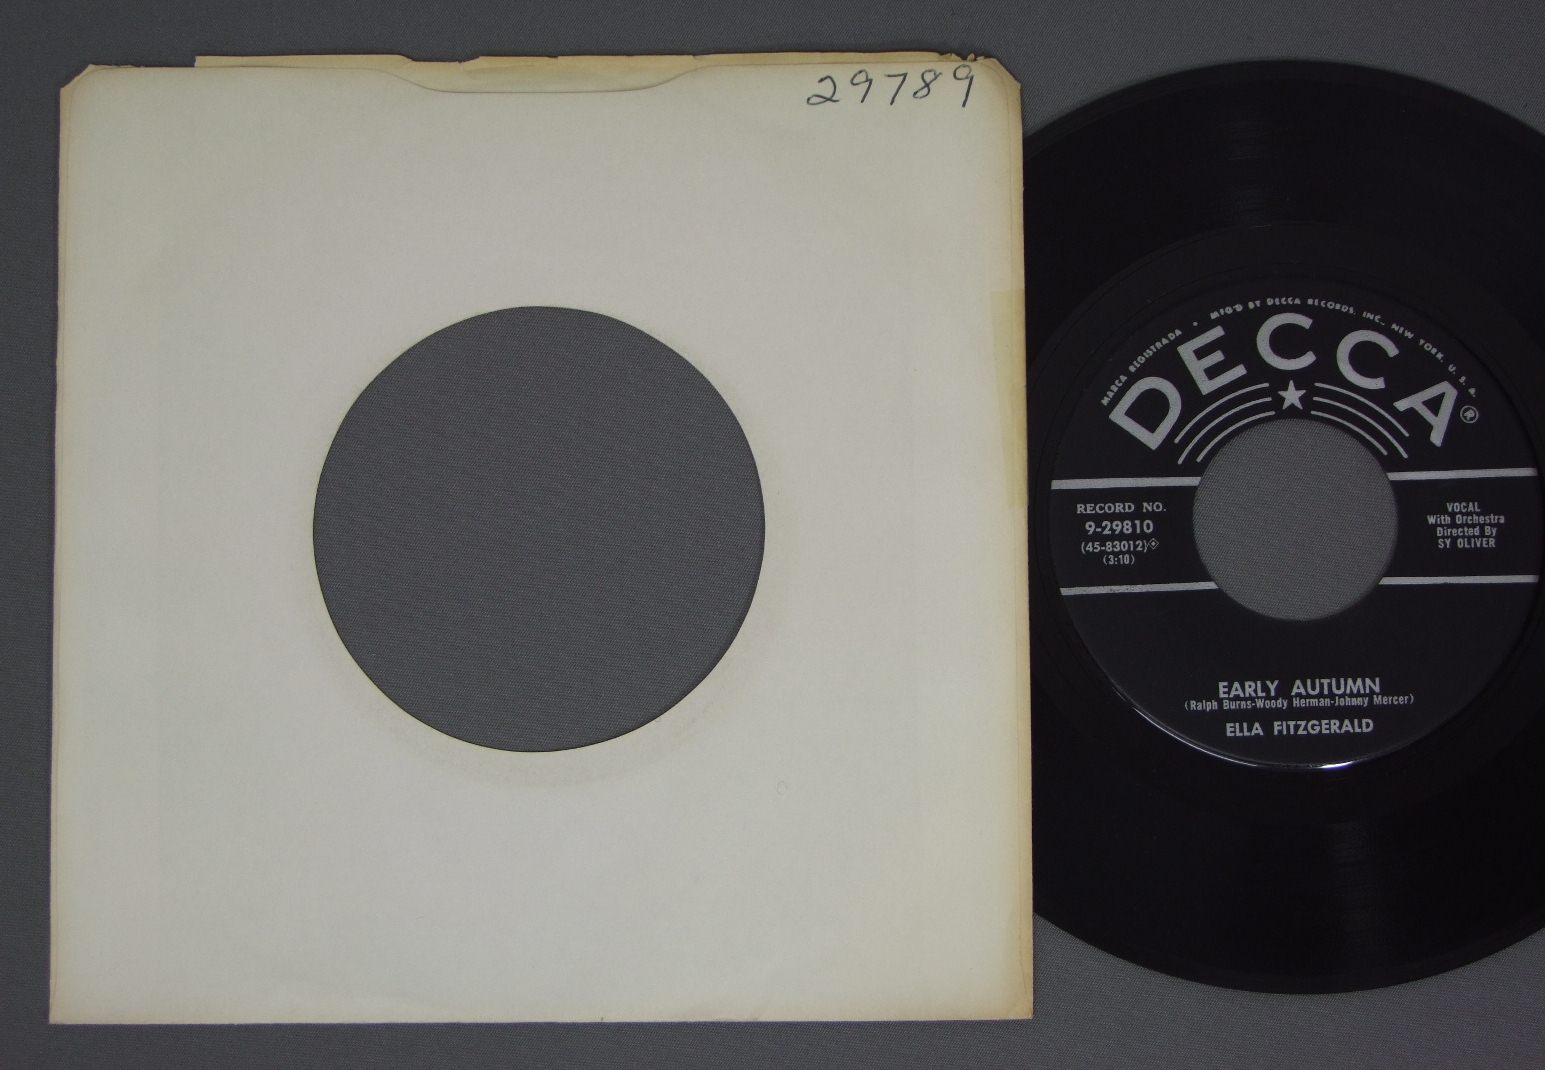 29789
MARCA REGISTRADA • MFG'D BY DECCA RECORDS, INC., NEW YORK, U. S. A.
DECCA®
RECORD NO.
9-29810
(45-83012)
(3:10)
VOCAL
With Orchestra
Directed By
SY OLIVER
EARLY AUTUMN
(Ralph Burns-Woody Herman-Johnny Mercer)
ELLA FITZGERALD